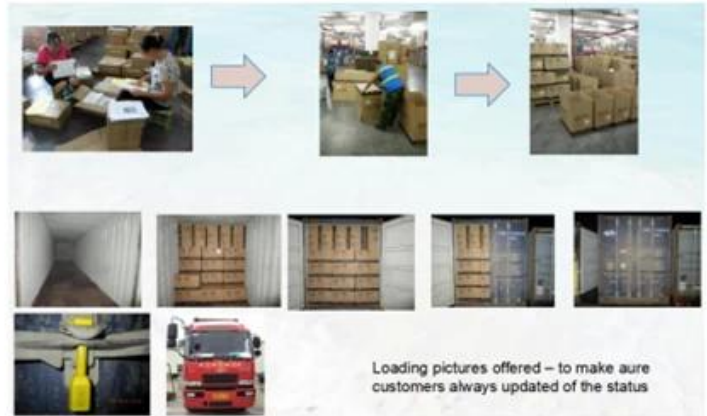 Loading pictures offered – to make aure
customers always updated of the status